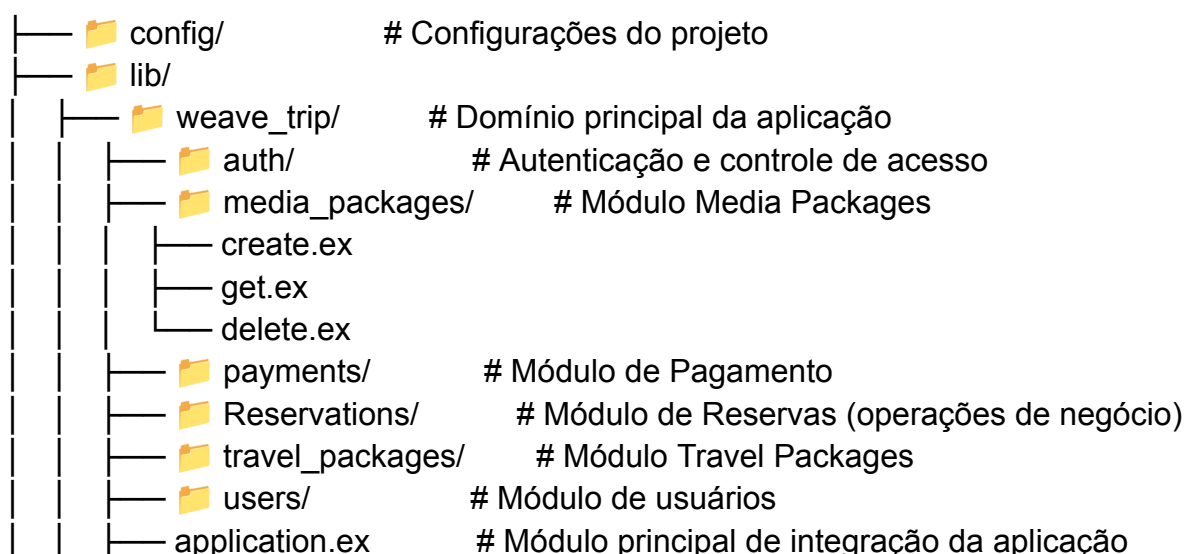 ├── 📁 config/ # Configurações do projeto
├── 📁 lib/
│ ├── 📁 weave_trip/ # Domínio principal da aplicação
│ │ ├── 📁 auth/ # Autenticação e controle de acesso
│ │ ├── 📁 media_packages/ # Módulo Media Packages
│ │ │ ├── create.ex
│ │ │ ├── get.ex
│ │ │ └── delete.ex
│ │ ├── 📁 payments/ # Módulo de Pagamento
│ │ ├── 📁 Reservations/ # Módulo de Reservas (operações de negócio)
│ │ ├── 📁 travel_packages/ # Módulo Travel Packages
│ │ ├── 📁 users/ # Módulo de usuários
│ │ ├── application.ex # Módulo principal de integração da aplicação